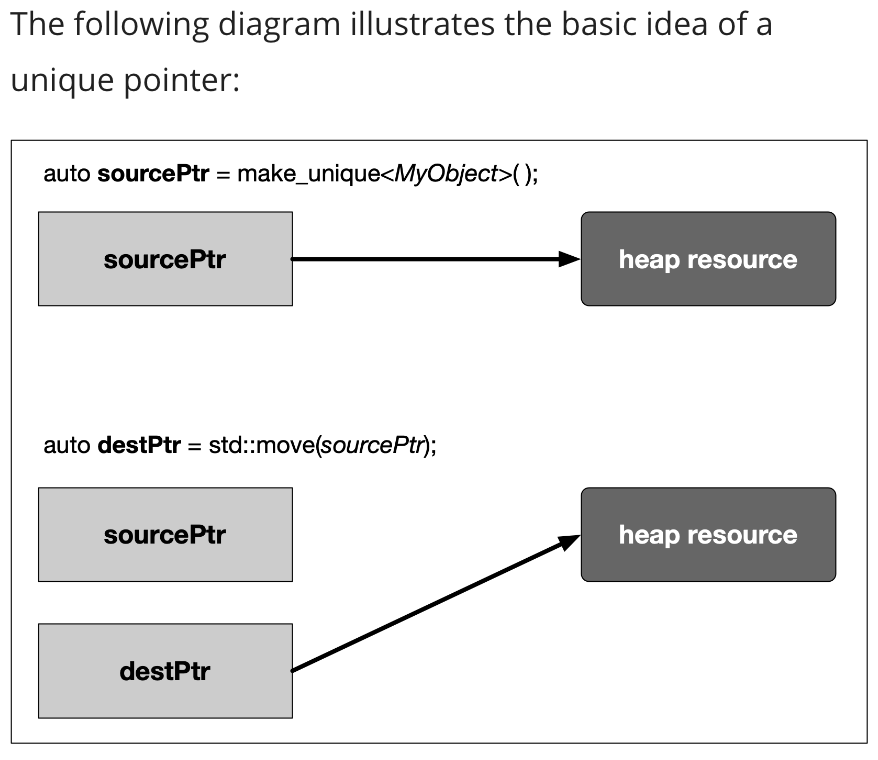 The following diagram illustrates the basic idea of a
unique pointer:
auto sourcePtr = make_unique<MyObject>( );
sourcePtr
heap resource
auto destPtr = std::move(sourcePtr);
sourcePtr
heap resource
destPtr